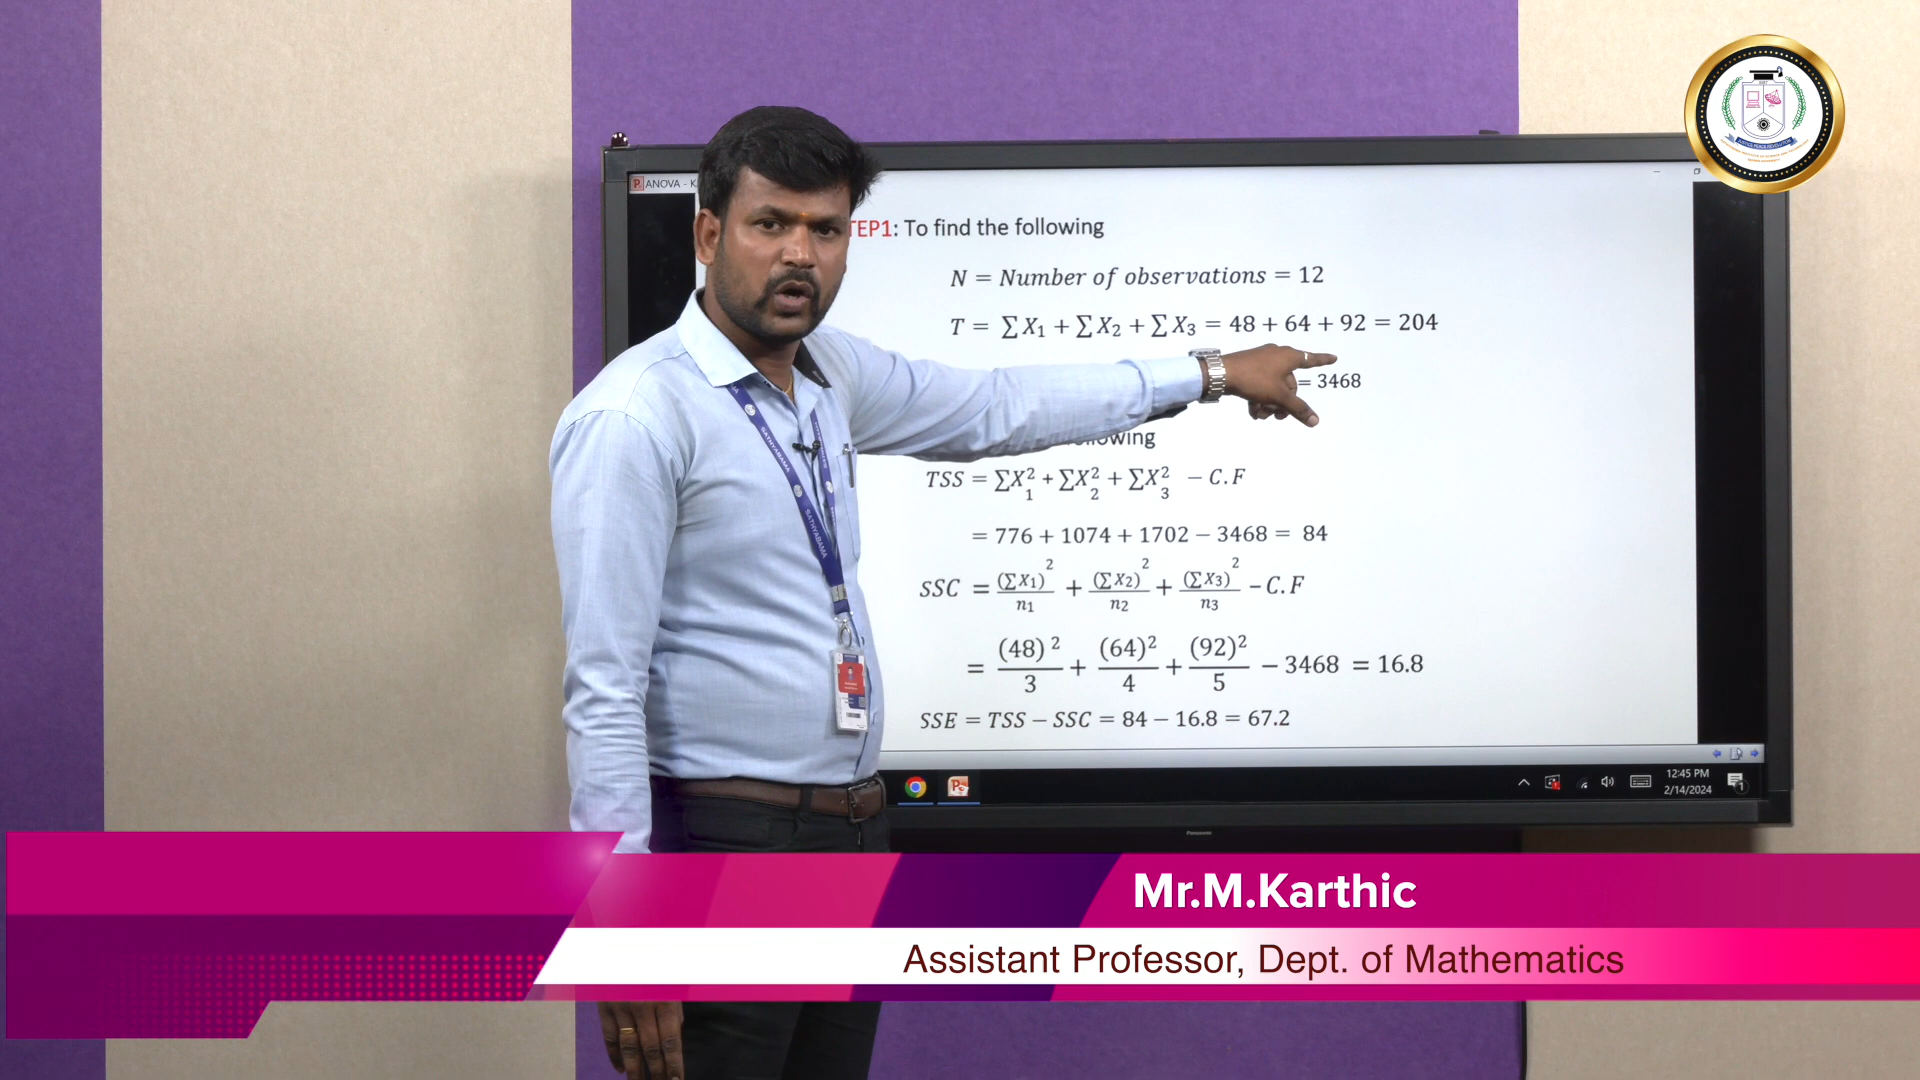 ANOVA - K
TEP1: To find the following
N = Number of observations = 12
T = ∑X₁ + ∑X₂ + ∑X₃ = 48 + 64 + 92 = 204
= 3468
TSS = ∑X₁² + ∑X₂² + ∑X₃² − C.F
= 776 + 1074 + 1702 − 3468 = 84
SSC = (∑X₁)²/n₁ + (∑X₂)²/n₂ + (∑X₃)²/n₃ − C.F
= (48)²/3 + (64)²/4 + (92)²/5 − 3468 = 16.8
SSE = TSS − SSC = 84 − 16.8 = 67.2
12:45 PM
2/14/2024
Panasonic
SATHYABAMA
SATHYABAMA
Mr.M.Karthic
Assistant Professor, Dept. of Mathematics